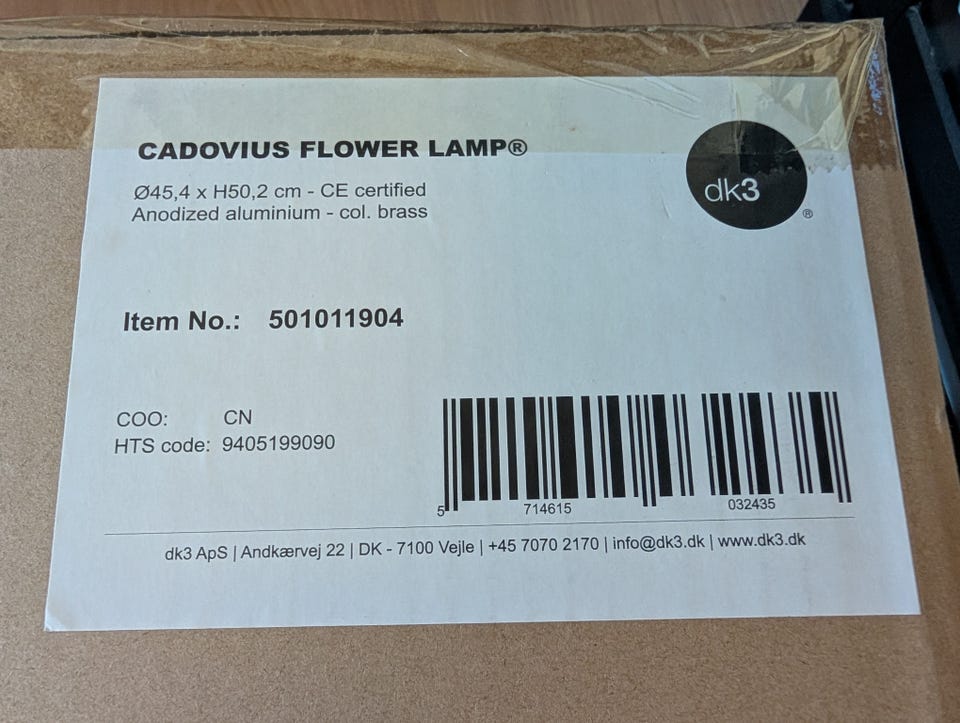 CADOVIUS FLOWER LAMP®
Ø45,4 x H50,2 cm - CE certified
Anodized aluminium - col. brass
dk3
®
Item No.: 501011904
COO: CN
HTS code: 9405199090
5 714615 032435
dk3 ApS | Andkærvej 22 | DK - 7100 Vejle | +45 7070 2170 | info@dk3.dk | www.dk3.dk